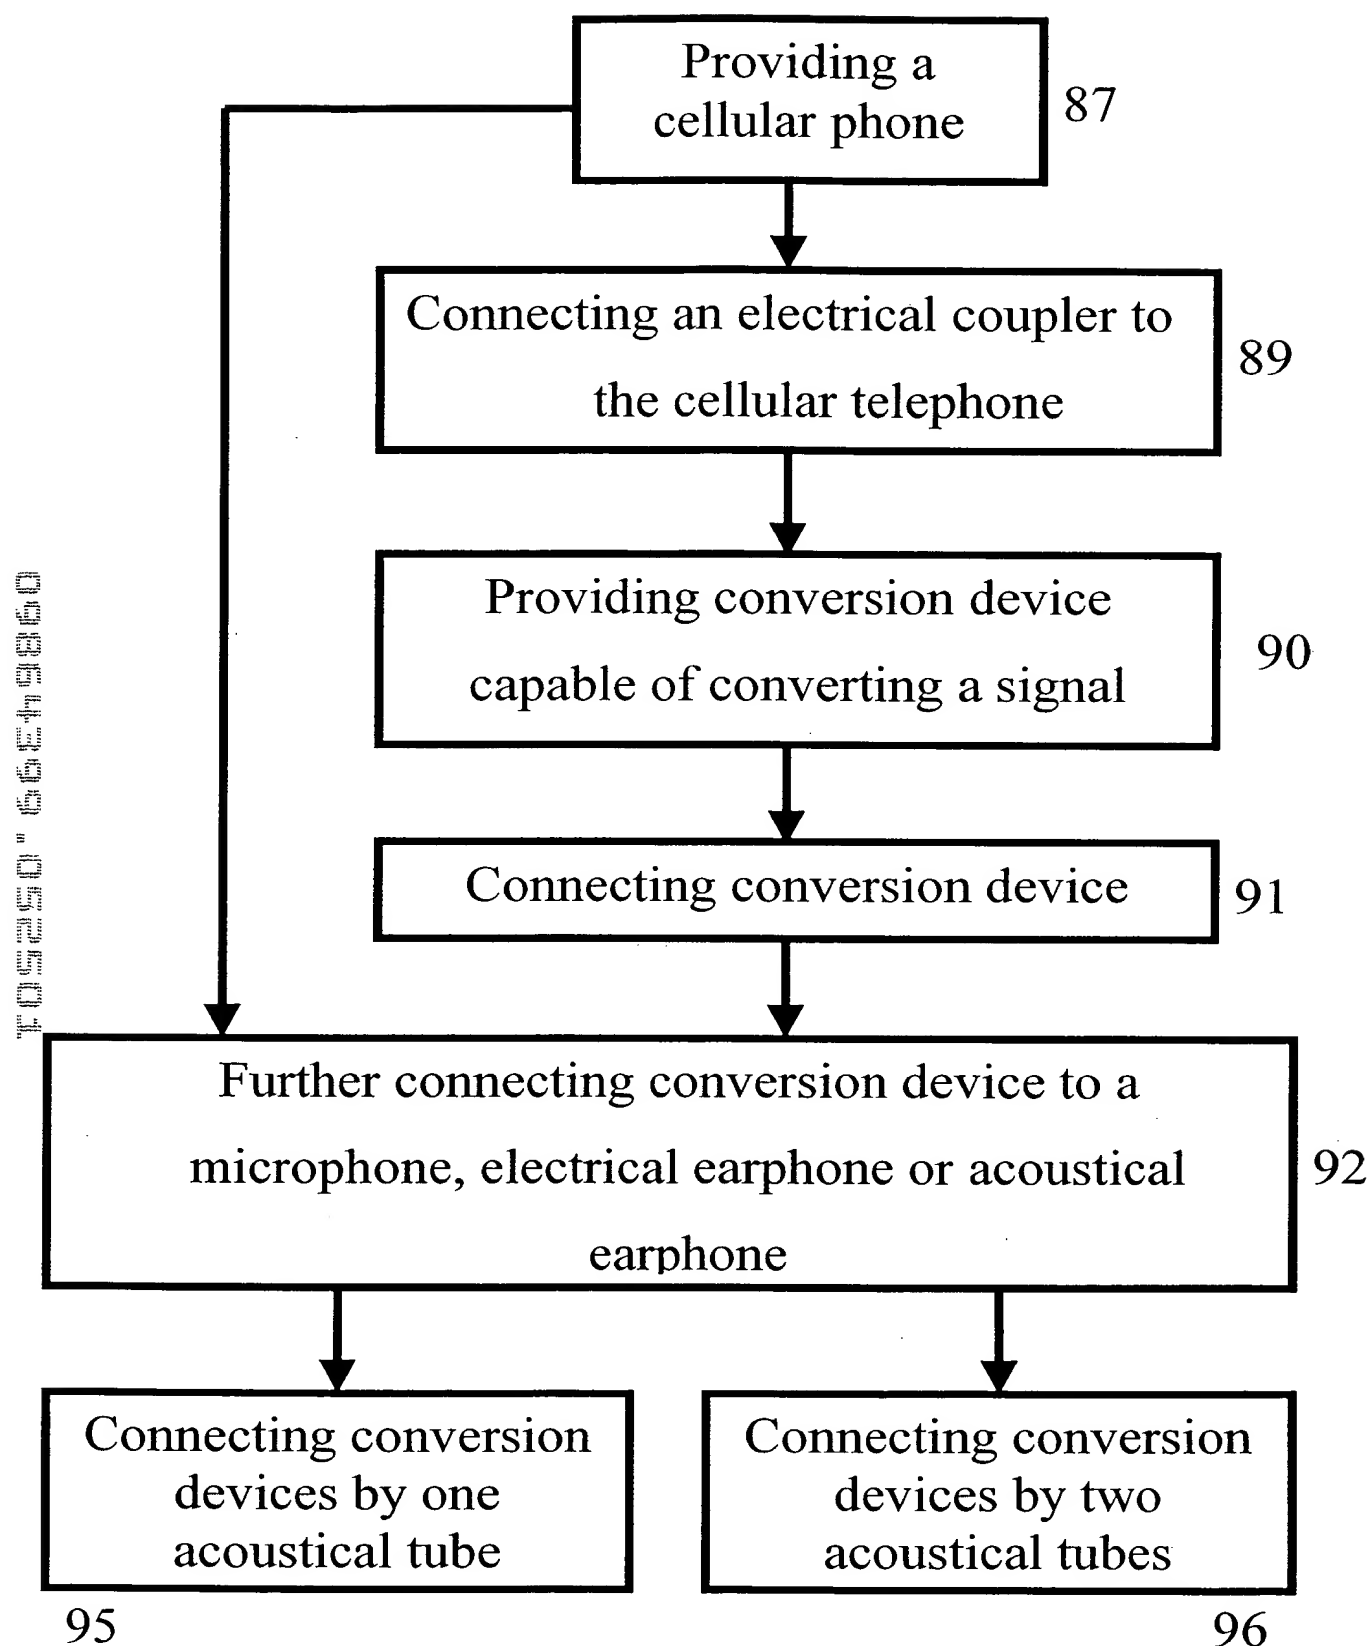 Providing a
cellular phone
87
Connecting an electrical coupler to
the cellular telephone
89
Providing conversion device
capable of converting a signal
90
Connecting conversion device
91
Further connecting conversion device to a
microphone, electrical earphone or acoustical
earphone
92
Connecting conversion
devices by one
acoustical tube
95
Connecting conversion
devices by two
acoustical tubes
96